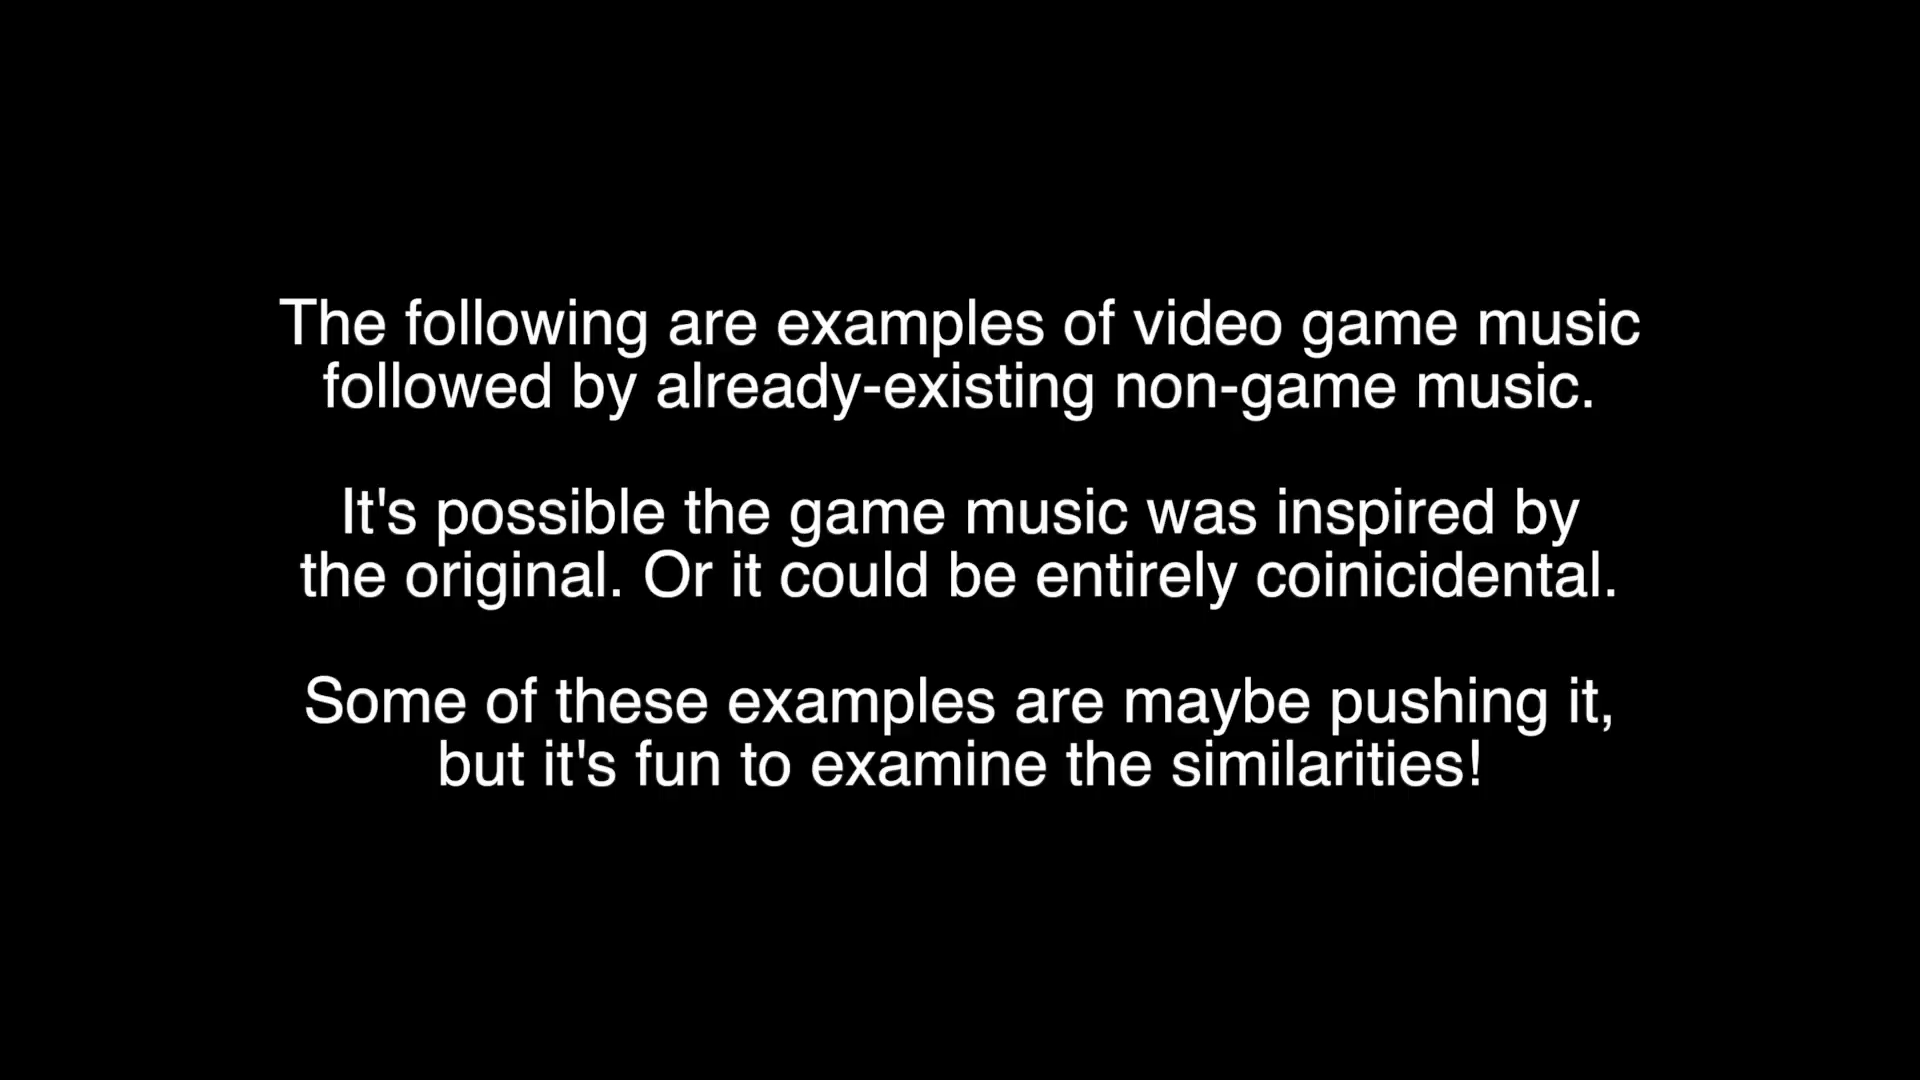 The following are examples of video game music
followed by already-existing non-game music.
It's possible the game music was inspired by
the original. Or it could be entirely coinicidental.
Some of these examples are maybe pushing it,
but it's fun to examine the similarities!